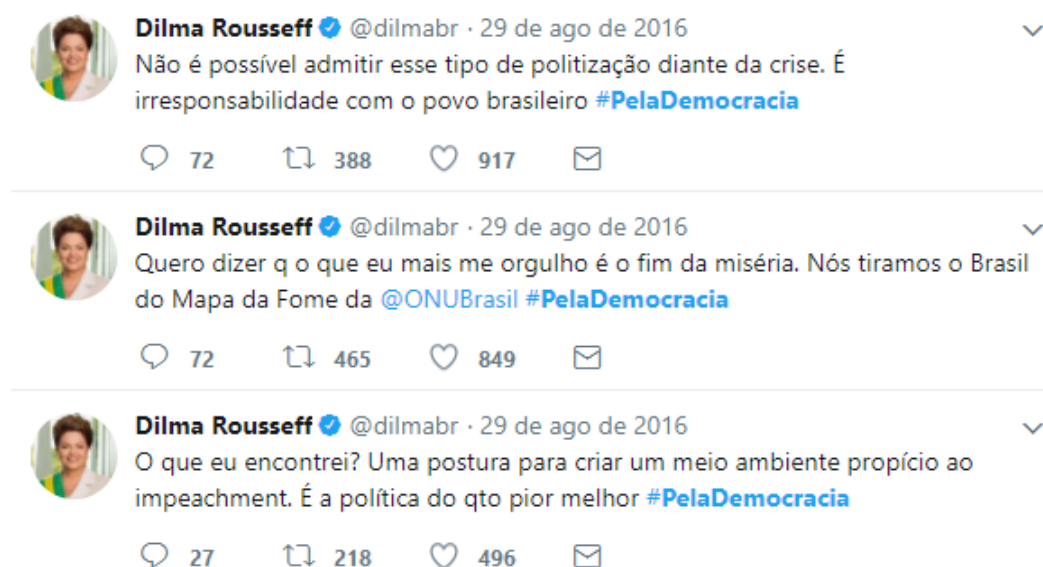 Dilma Rousseff @dilmabr · 29 de ago de 2016
Não é possível admitir esse tipo de politização diante da crise. É
irresponsabilidade com o povo brasileiro #PelaDemocracia
72 388 917
Dilma Rousseff @dilmabr · 29 de ago de 2016
Quero dizer q o que eu mais me orgulho é o fim da miséria. Nós tiramos o Brasil
do Mapa da Fome da @ONUBrasil #PelaDemocracia
72 465 849
Dilma Rousseff @dilmabr · 29 de ago de 2016
O que eu encontrei? Uma postura para criar um meio ambiente propício ao
impeachment. É a política do qto pior melhor #PelaDemocracia
27 218 496